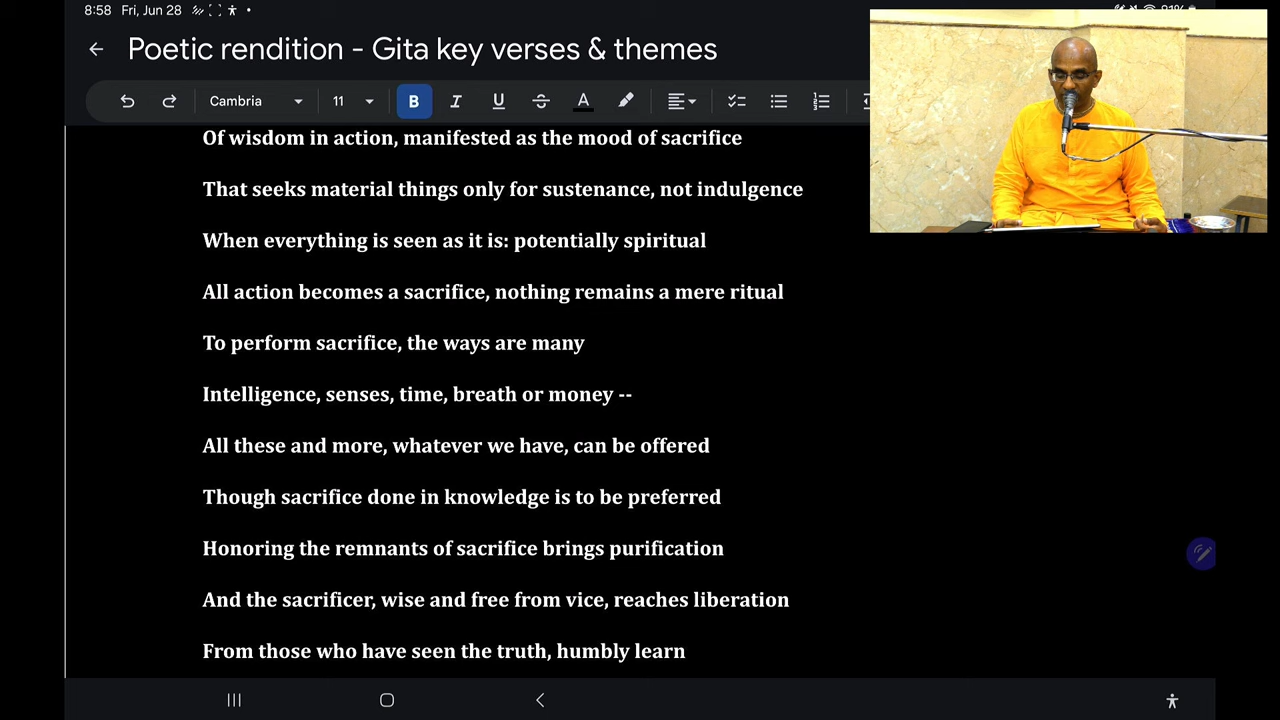 8:58 Fri, Jun 28
Poetic rendition - Gita key verses & themes
Cambria 11 B I U S A
Of wisdom in action, manifested as the mood of sacrifice
That seeks material things only for sustenance, not indulgence
When everything is seen as it is: potentially spiritual
All action becomes a sacrifice, nothing remains a mere ritual
To perform sacrifice, the ways are many
Intelligence, senses, time, breath or money --
All these and more, whatever we have, can be offered
Though sacrifice done in knowledge is to be preferred
Honoring the remnants of sacrifice brings purification
And the sacrificer, wise and free from vice, reaches liberation
From those who have seen the truth, humbly learn